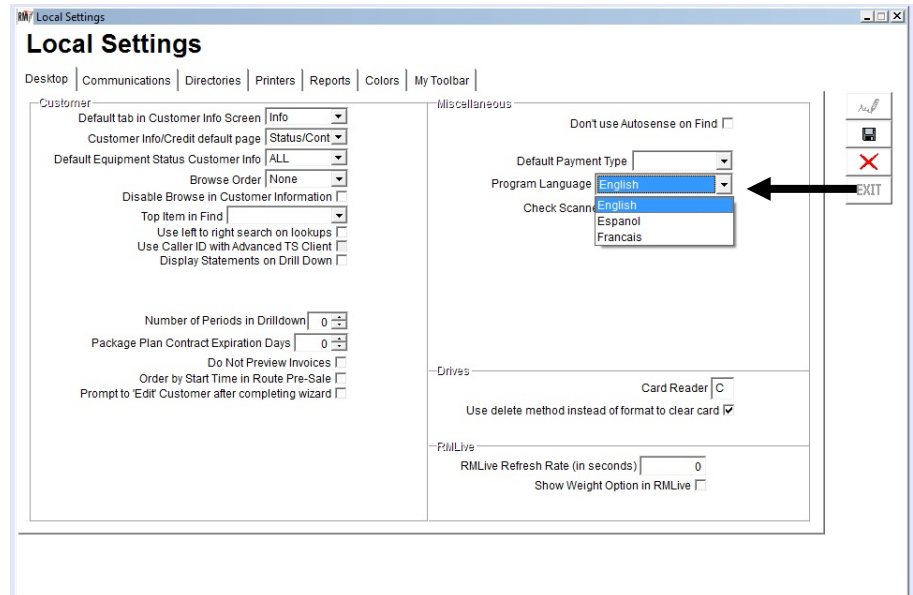 RM Local Settings
Local Settings
Desktop Communications Directories Printers Reports Colors My Toolbar
Customer
Default tab in Customer Info Screen Info
Customer Info/Credit default page Status/Cont
Default Equipment Status Customer Info ALL
Browse Order None
Disable Browse in Customer Information
Top Item in Find
Use left to right search on lookups
Use Caller ID with Advanced TS Client
Display Statements on Drill Down
Number of Periods in Drilldown 0
Package Plan Contract Expiration Days 0
Do Not Preview Invoices
Order by Start Time in Route Pre-Sale
Prompt to 'Edit' Customer after completing wizard
Miscellaneous
Don't use Autosense on Find
Default Payment Type
Program Language English
English
Espanol
Francais
Check Scanne
Drives
Card Reader C
Use delete method instead of format to clear card
RMLive
RMLive Refresh Rate (in seconds) 0
Show Weight Option in RMLive
EXIT